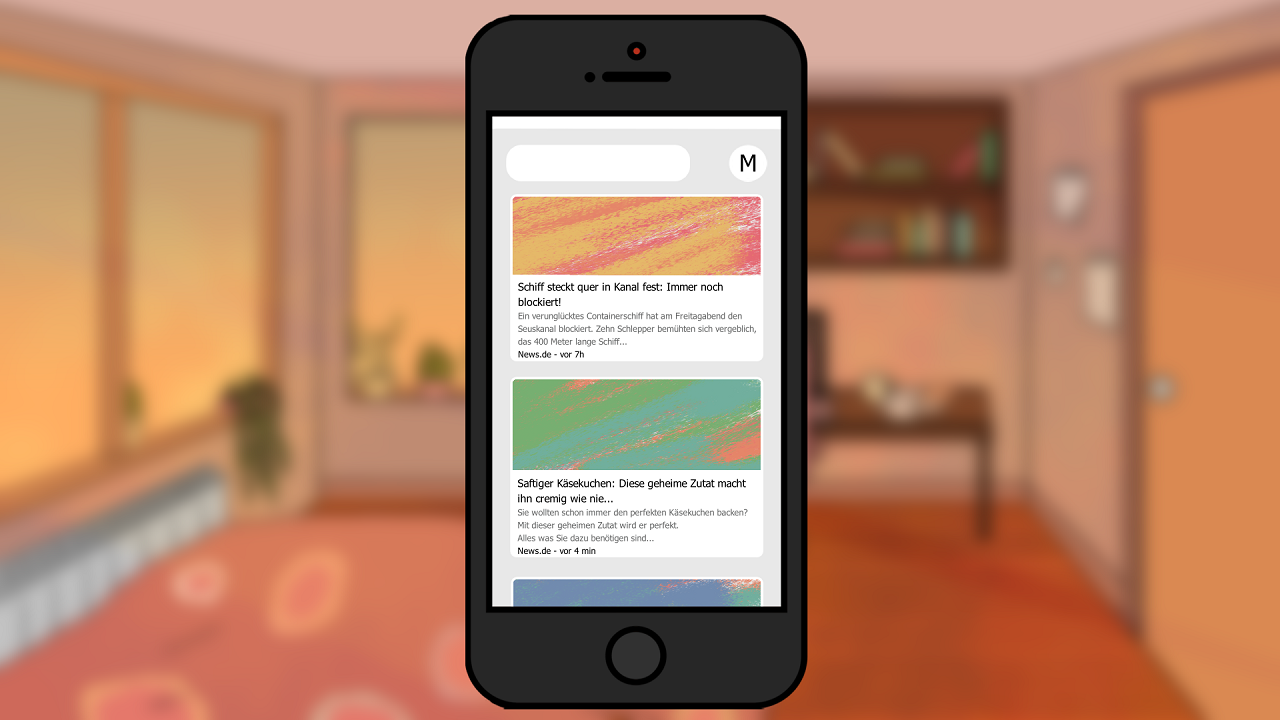 M
Schiff steckt quer in Kanal fest: Immer noch
blockiert!
Ein verunglücktes Containerschiff hat am Freitagabend den
Seuskanal blockiert. Zehn Schlepper bemühten sich vergeblich,
das 400 Meter lange Schiff...
News.de - vor 7h
Saftiger Käsekuchen: Diese geheime Zutat macht
ihn cremig wie nie...
Sie wollten schon immer den perfekten Käsekuchen backen?
Mit dieser geheimen Zutat wird er perfekt.
Alles was Sie dazu benötigen sind...
News.de - vor 4 min